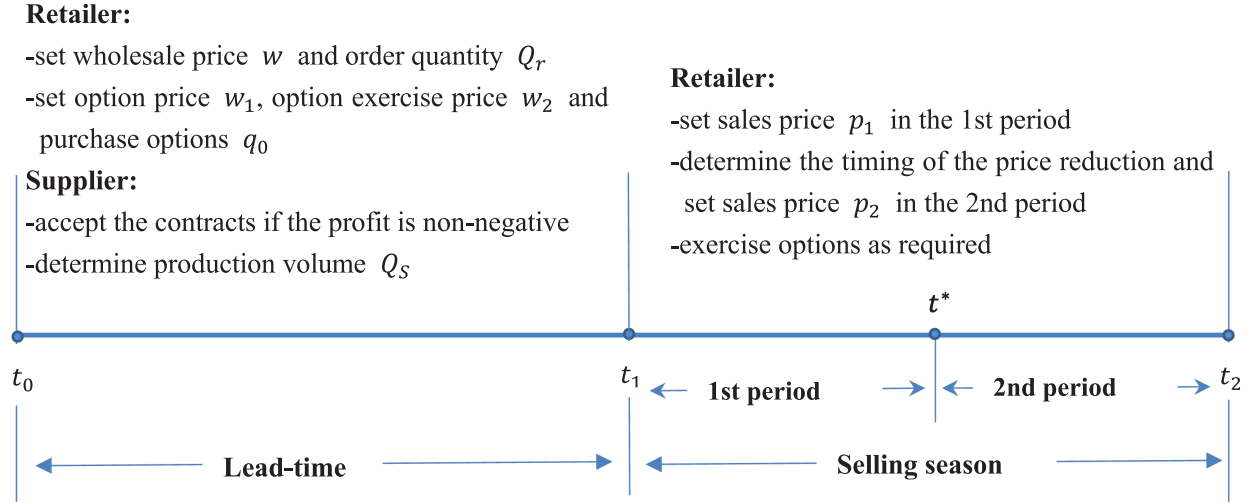 Retailer:
-set wholesale price w and order quantity Q_r
-set option price w_1, option exercise price w_2 and
purchase options q_0
Supplier:
-accept the contracts if the profit is non-negative
-determine production volume Q_S
Retailer:
-set sales price p_1 in the 1st period
-determine the timing of the price reduction and
set sales price p_2 in the 2nd period
-exercise options as required
t*
t_0
t_1
1st period
2nd period
t_2
Lead-time
Selling season